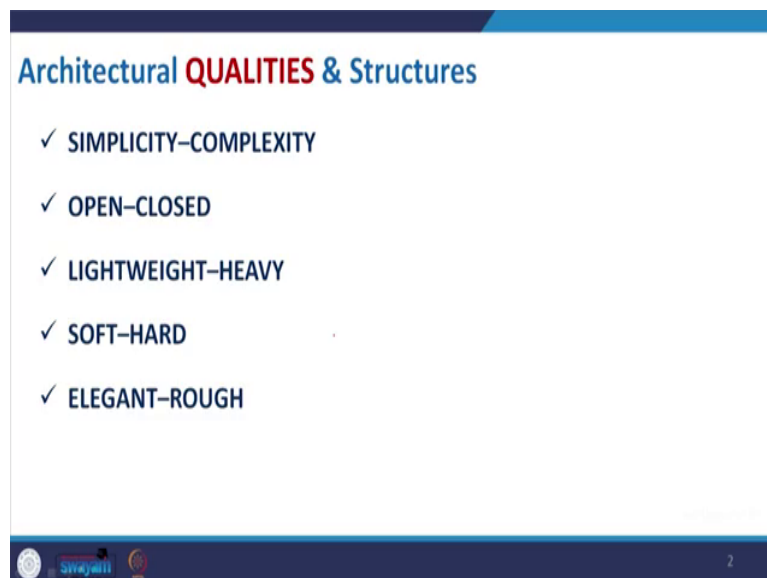 Architectural QUALITIES & Structures
✓ SIMPLICITY–COMPLEXITY
✓ OPEN–CLOSED
✓ LIGHTWEIGHT–HEAVY
✓ SOFT–HARD
✓ ELEGANT–ROUGH
swayam
2